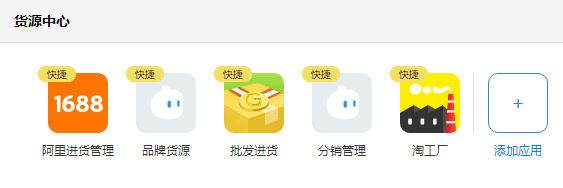 货源中心
快捷 快捷 快捷 快捷 快捷
1688 G +
阿里进货管理 品牌货源 批发进货 分销管理 淘工厂 添加应用